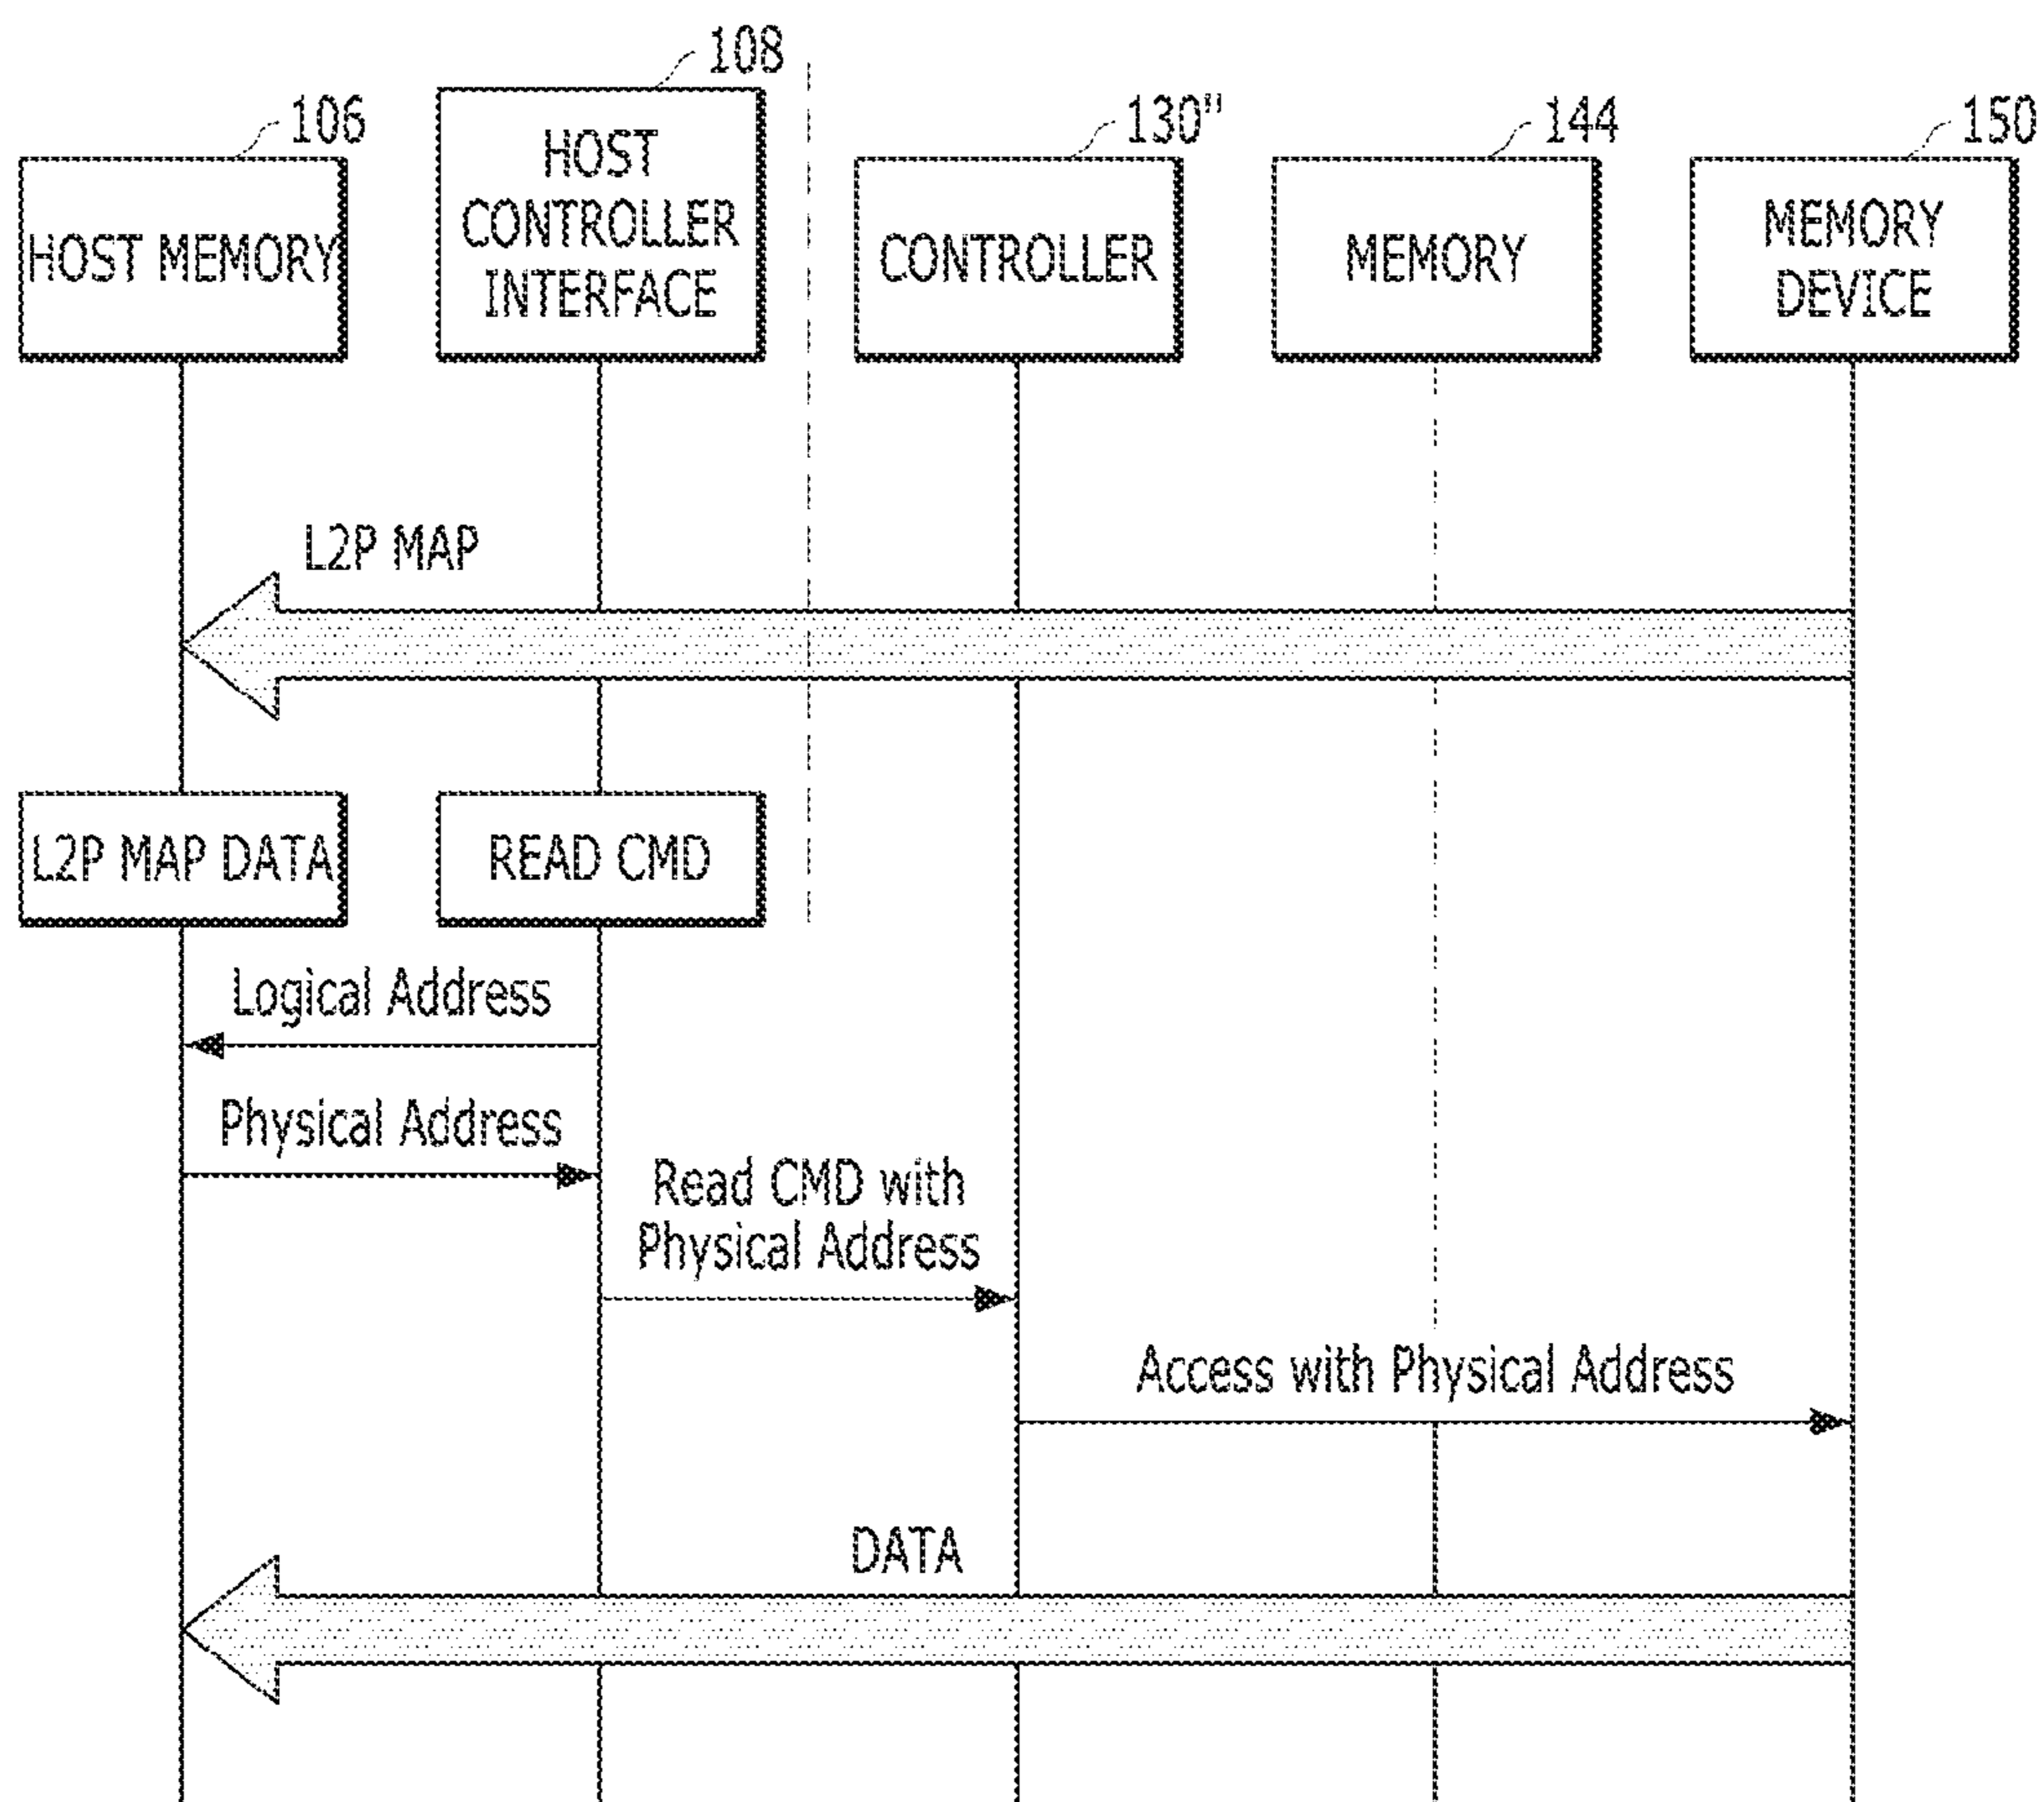 108
106
130"
144
150
HOST MEMORY
HOST
CONTROLLER
INTERFACE
CONTROLLER
MEMORY
MEMORY
DEVICE
L2P MAP
L2P MAP DATA
READ CMD
Logical Address
Physical Address
Read CMD with
Physical Address
Access with Physical Address
DATA